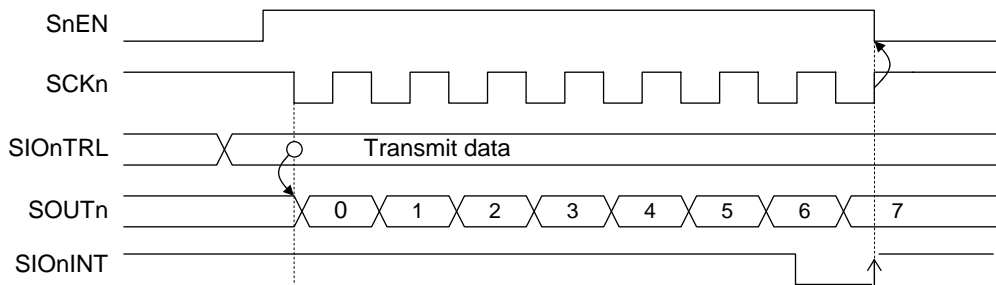 SnEN
SCKn
SIOnTRL Transmit data
SOUTn 0 1 2 3 4 5 6 7
SIOnINT